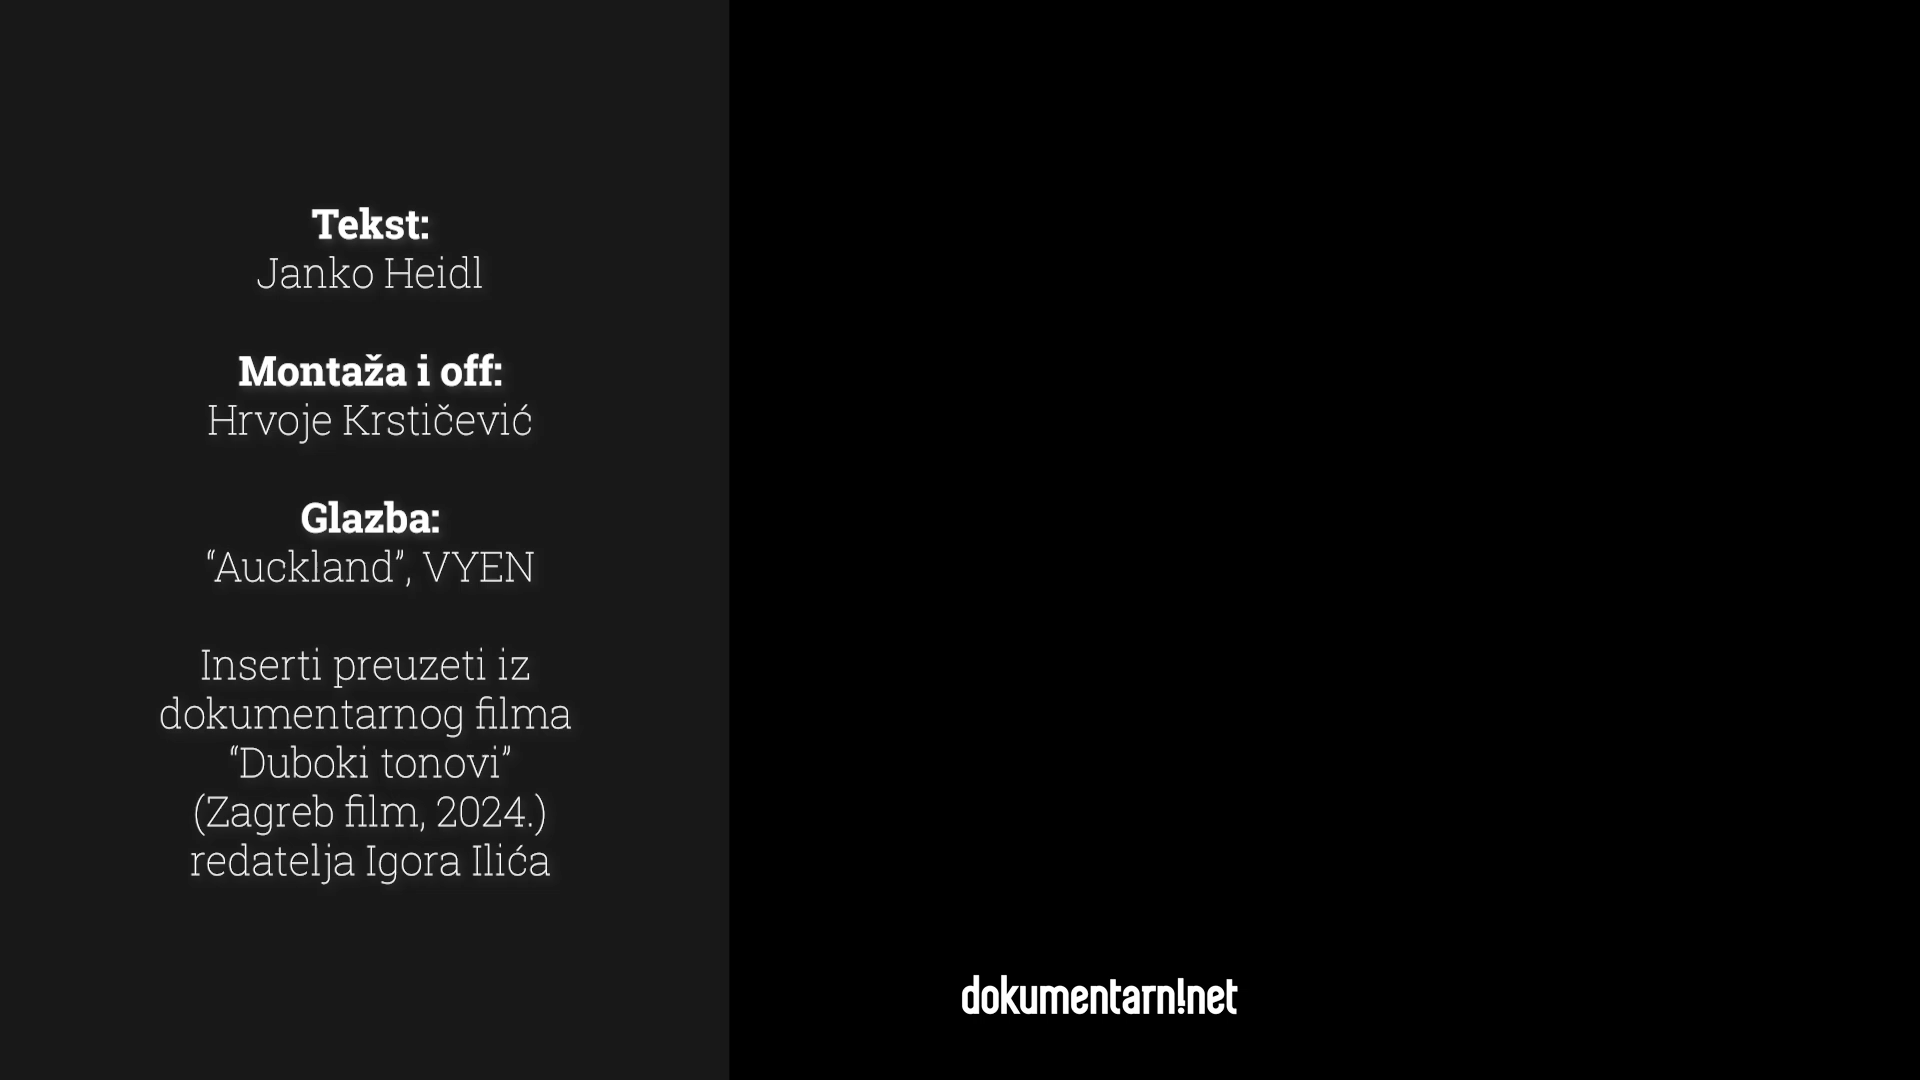 Tekst:
Janko Heidl
Montaža i off:
Hrvoje Krstičević
Glazba:
“Auckland”, VYEN
Inserti preuzeti iz
dokumentarnog filma
“Duboki tonovi”
(Zagreb film, 2024.)
redatelja Igora Ilića
dokumentarn!net